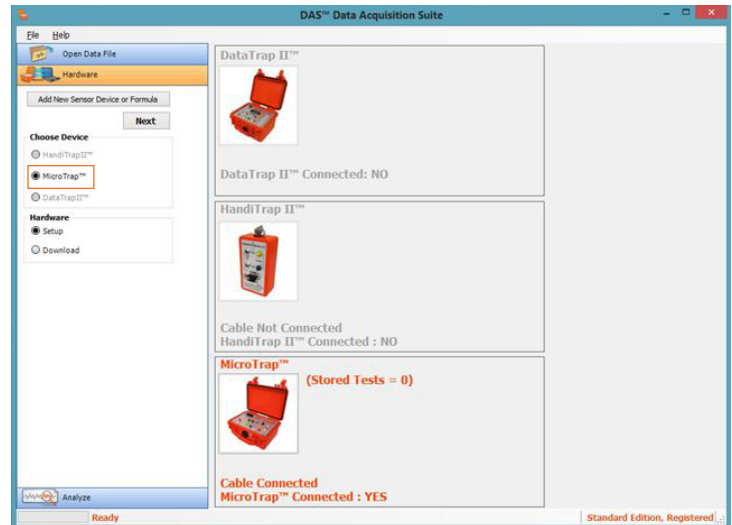 DAS™ Data Acquisition Suite
File Help
Open Data File
Hardware
Add New Sensor Device or Formula
Next
Choose Device
HandiTrapII™
MicroTrap™
DataTrapII™
Hardware
Setup
Download
Analyze
DataTrap II™
DataTrap II™ Connected: NO
HandiTrap II™
Cable Not Connected
HandiTrap II™ Connected : NO
MicroTrap™
(Stored Tests = 0)
Cable Connected
MicroTrap™ Connected : YES
Ready
Standard Edition, Registered